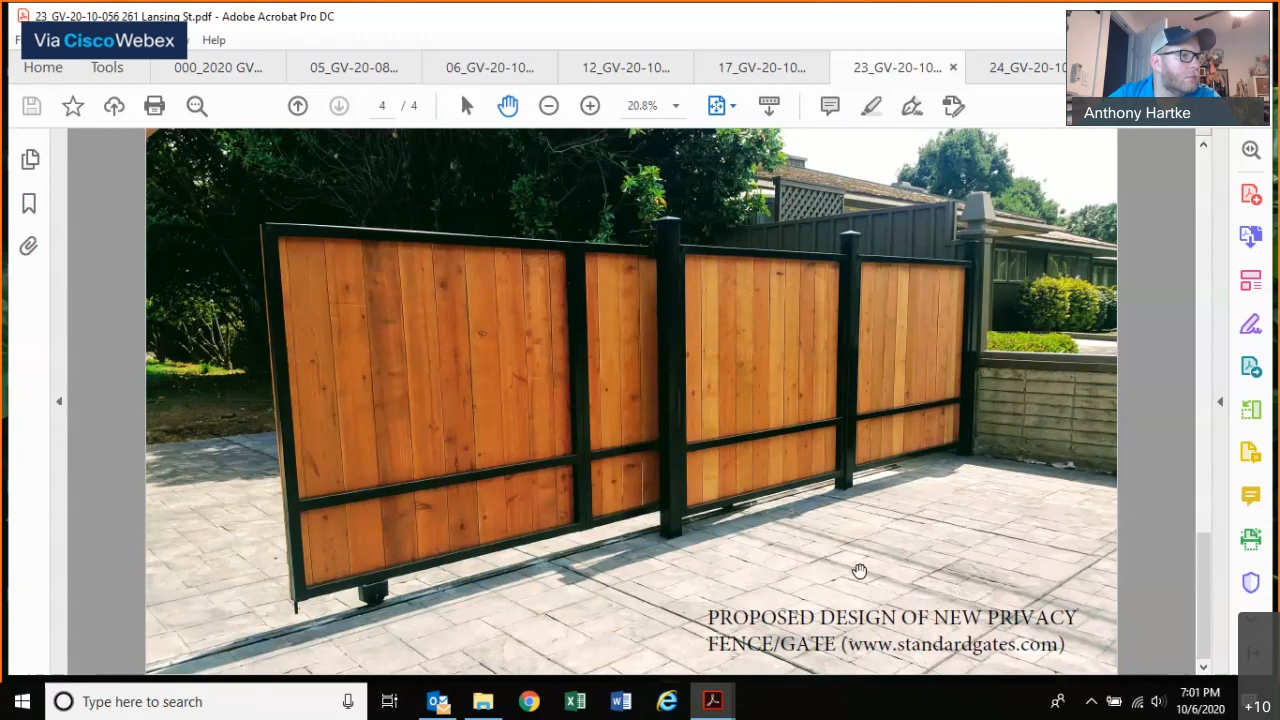 23_GV-20-10-056 261 Lansing St.pdf - Adobe Acrobat Pro DC
Via CiscoWebex
Help
Home
Tools
000_2020 GV...
05_GV-20-08...
06_GV-20-10...
12_GV-20-10...
17_GV-20-10...
23_GV-20-10...
24_GV-20-10
4 / 4
20.8%
Anthony Hartke
PROPOSED DESIGN OF NEW PRIVACY
FENCE/GATE (www.standardgates.com)
Type here to search
7:01 PM
10/6/2020
+10